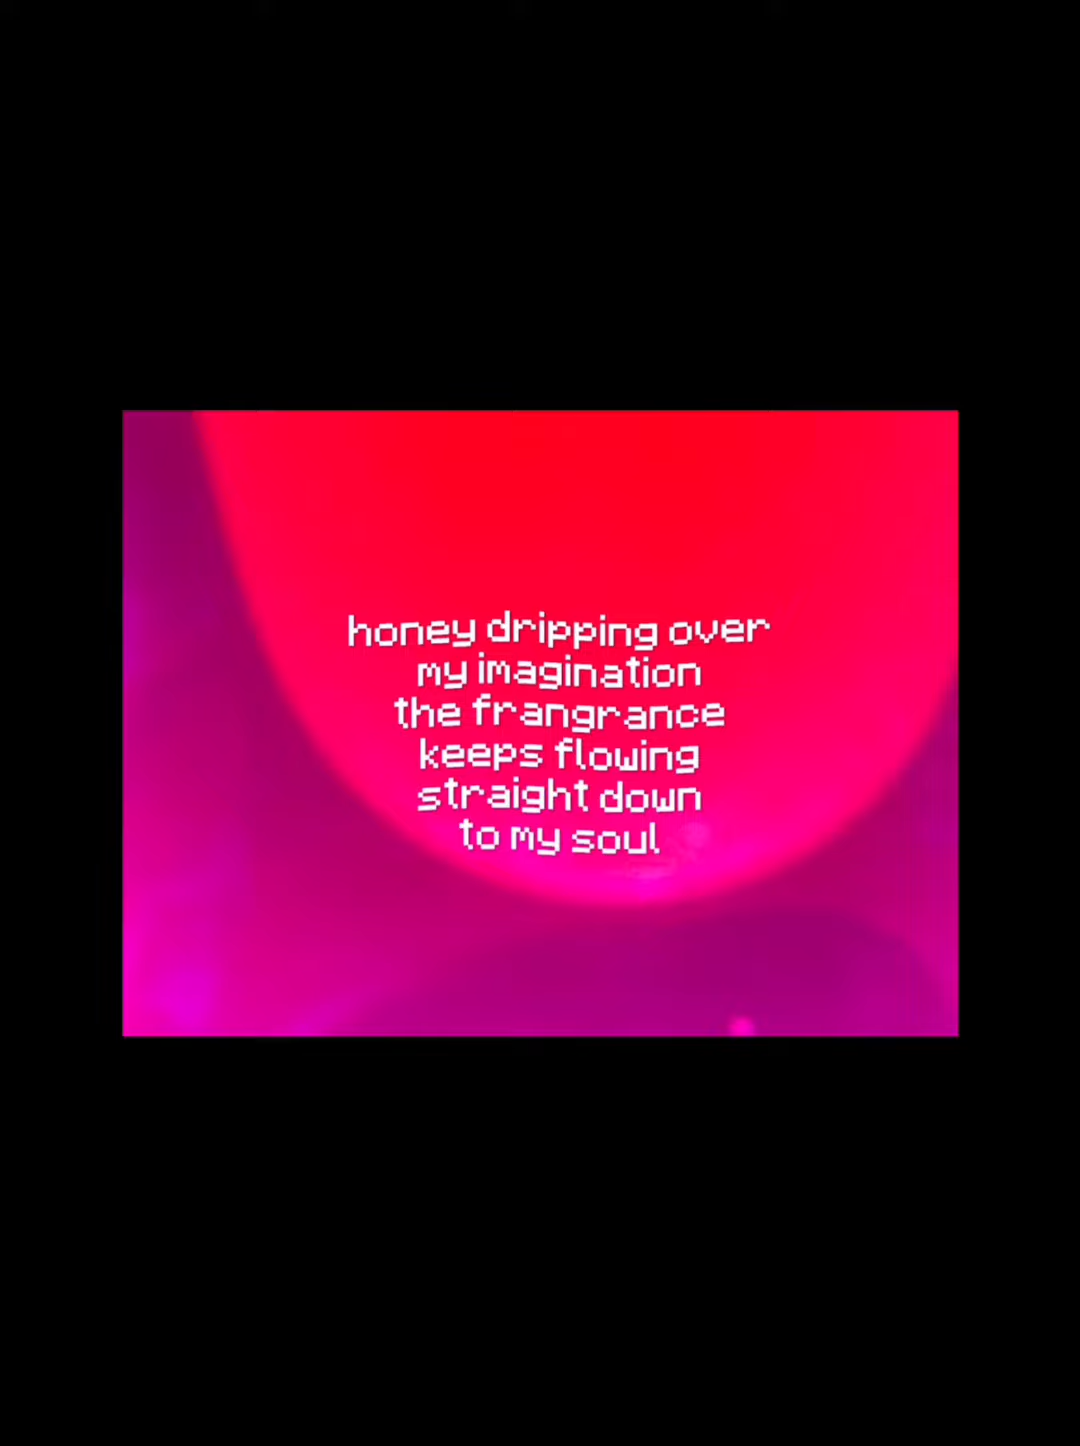 honey dripping over
my imagination
the frangrance
keeps flowing
straight down
to my soul